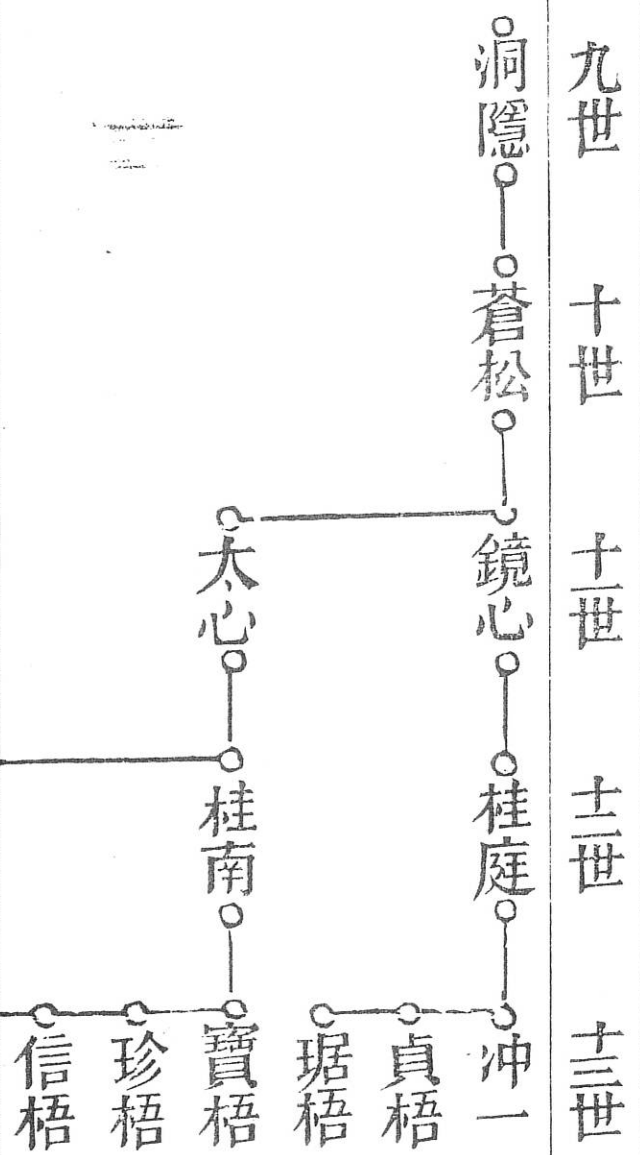 九世
十世
十一世
十二世
十三世
洞隱
蒼松
鏡心
桂庭
冲一
貞梧
琚梧
太心
桂南
寶梧
珍梧
信梧